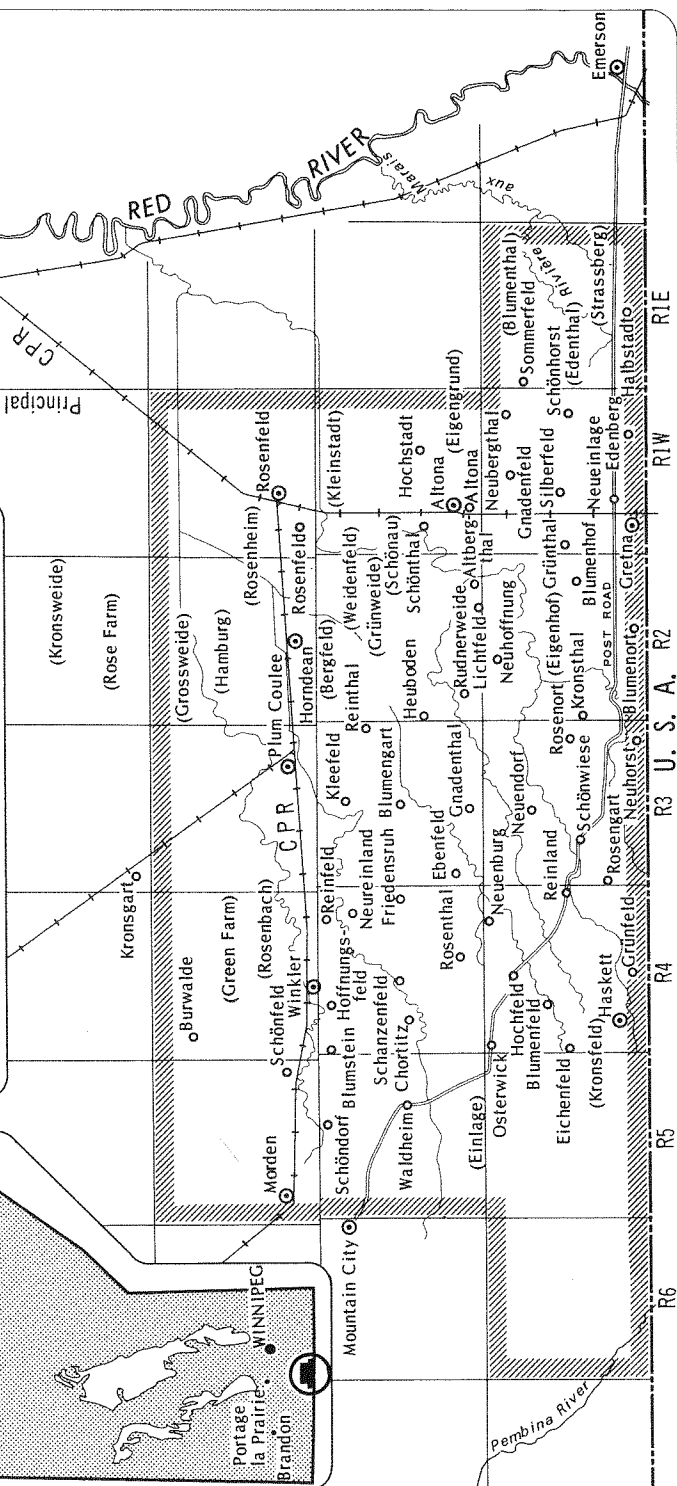 Principal
CPR
RED
RIVER
Marais
aux
Rivière
Emerson
(Kronsweide)
(Rose Farm)
Kronsgart
Burwalde
(Green Farm)
(Rosenbach)
(Grossweide)
(Hamburg)
(Rosenheim)
Rosenfeld
Morden
Schönfeld
Winkler
CPR
Plum Coulee
Horndean
Rosenfeld
(Kleinstadt)
WINNIPEG
Portage
la Prairie
Brandon
Mountain City
Schöndorf
Blumstein
Hoffnungs-
feld
Reinfeld
Neureinland
Kleefeld
(Bergfeld)
Reinthal
(Weidenfeld)
(Grünweide)
Waldheim
Chortitz
Schanzenfeld
Friedensruh
Blumengart
Heuboden
(Schönau)
Schönthal
Hochstadt
(Einlage)
Rosenthal
Ebenfeld
Gnadenthal
Rudnerweide
Lichtfeld
Altberg-
thal
Altona
Altona
(Eigengrund)
Osterwick
Neuenburg
Neuhoffnung
Neubergthal
Gnadenfeld
(Blumenthal)
Sommerfeld
Hochfeld
Blumenfeld
Neuendorf
Rosenort
(Eigenhof)
Grünthal
Silberfeld
Schönhorst
(Edenthal)
Eichenfeld
Reinland
Schönwiese
Kronsthal
Blumenhof
Neueinlage
(Strassberg)
(Kronsfeld)
Haskett
Grünfeld
Rosengart
Neuhorst
Blumenort
POST ROAD
Gretna
Edenberg
Halbstadt
Pembina River
R6
R5
R4
R3
R2
R1W
R1E
U. S. A.